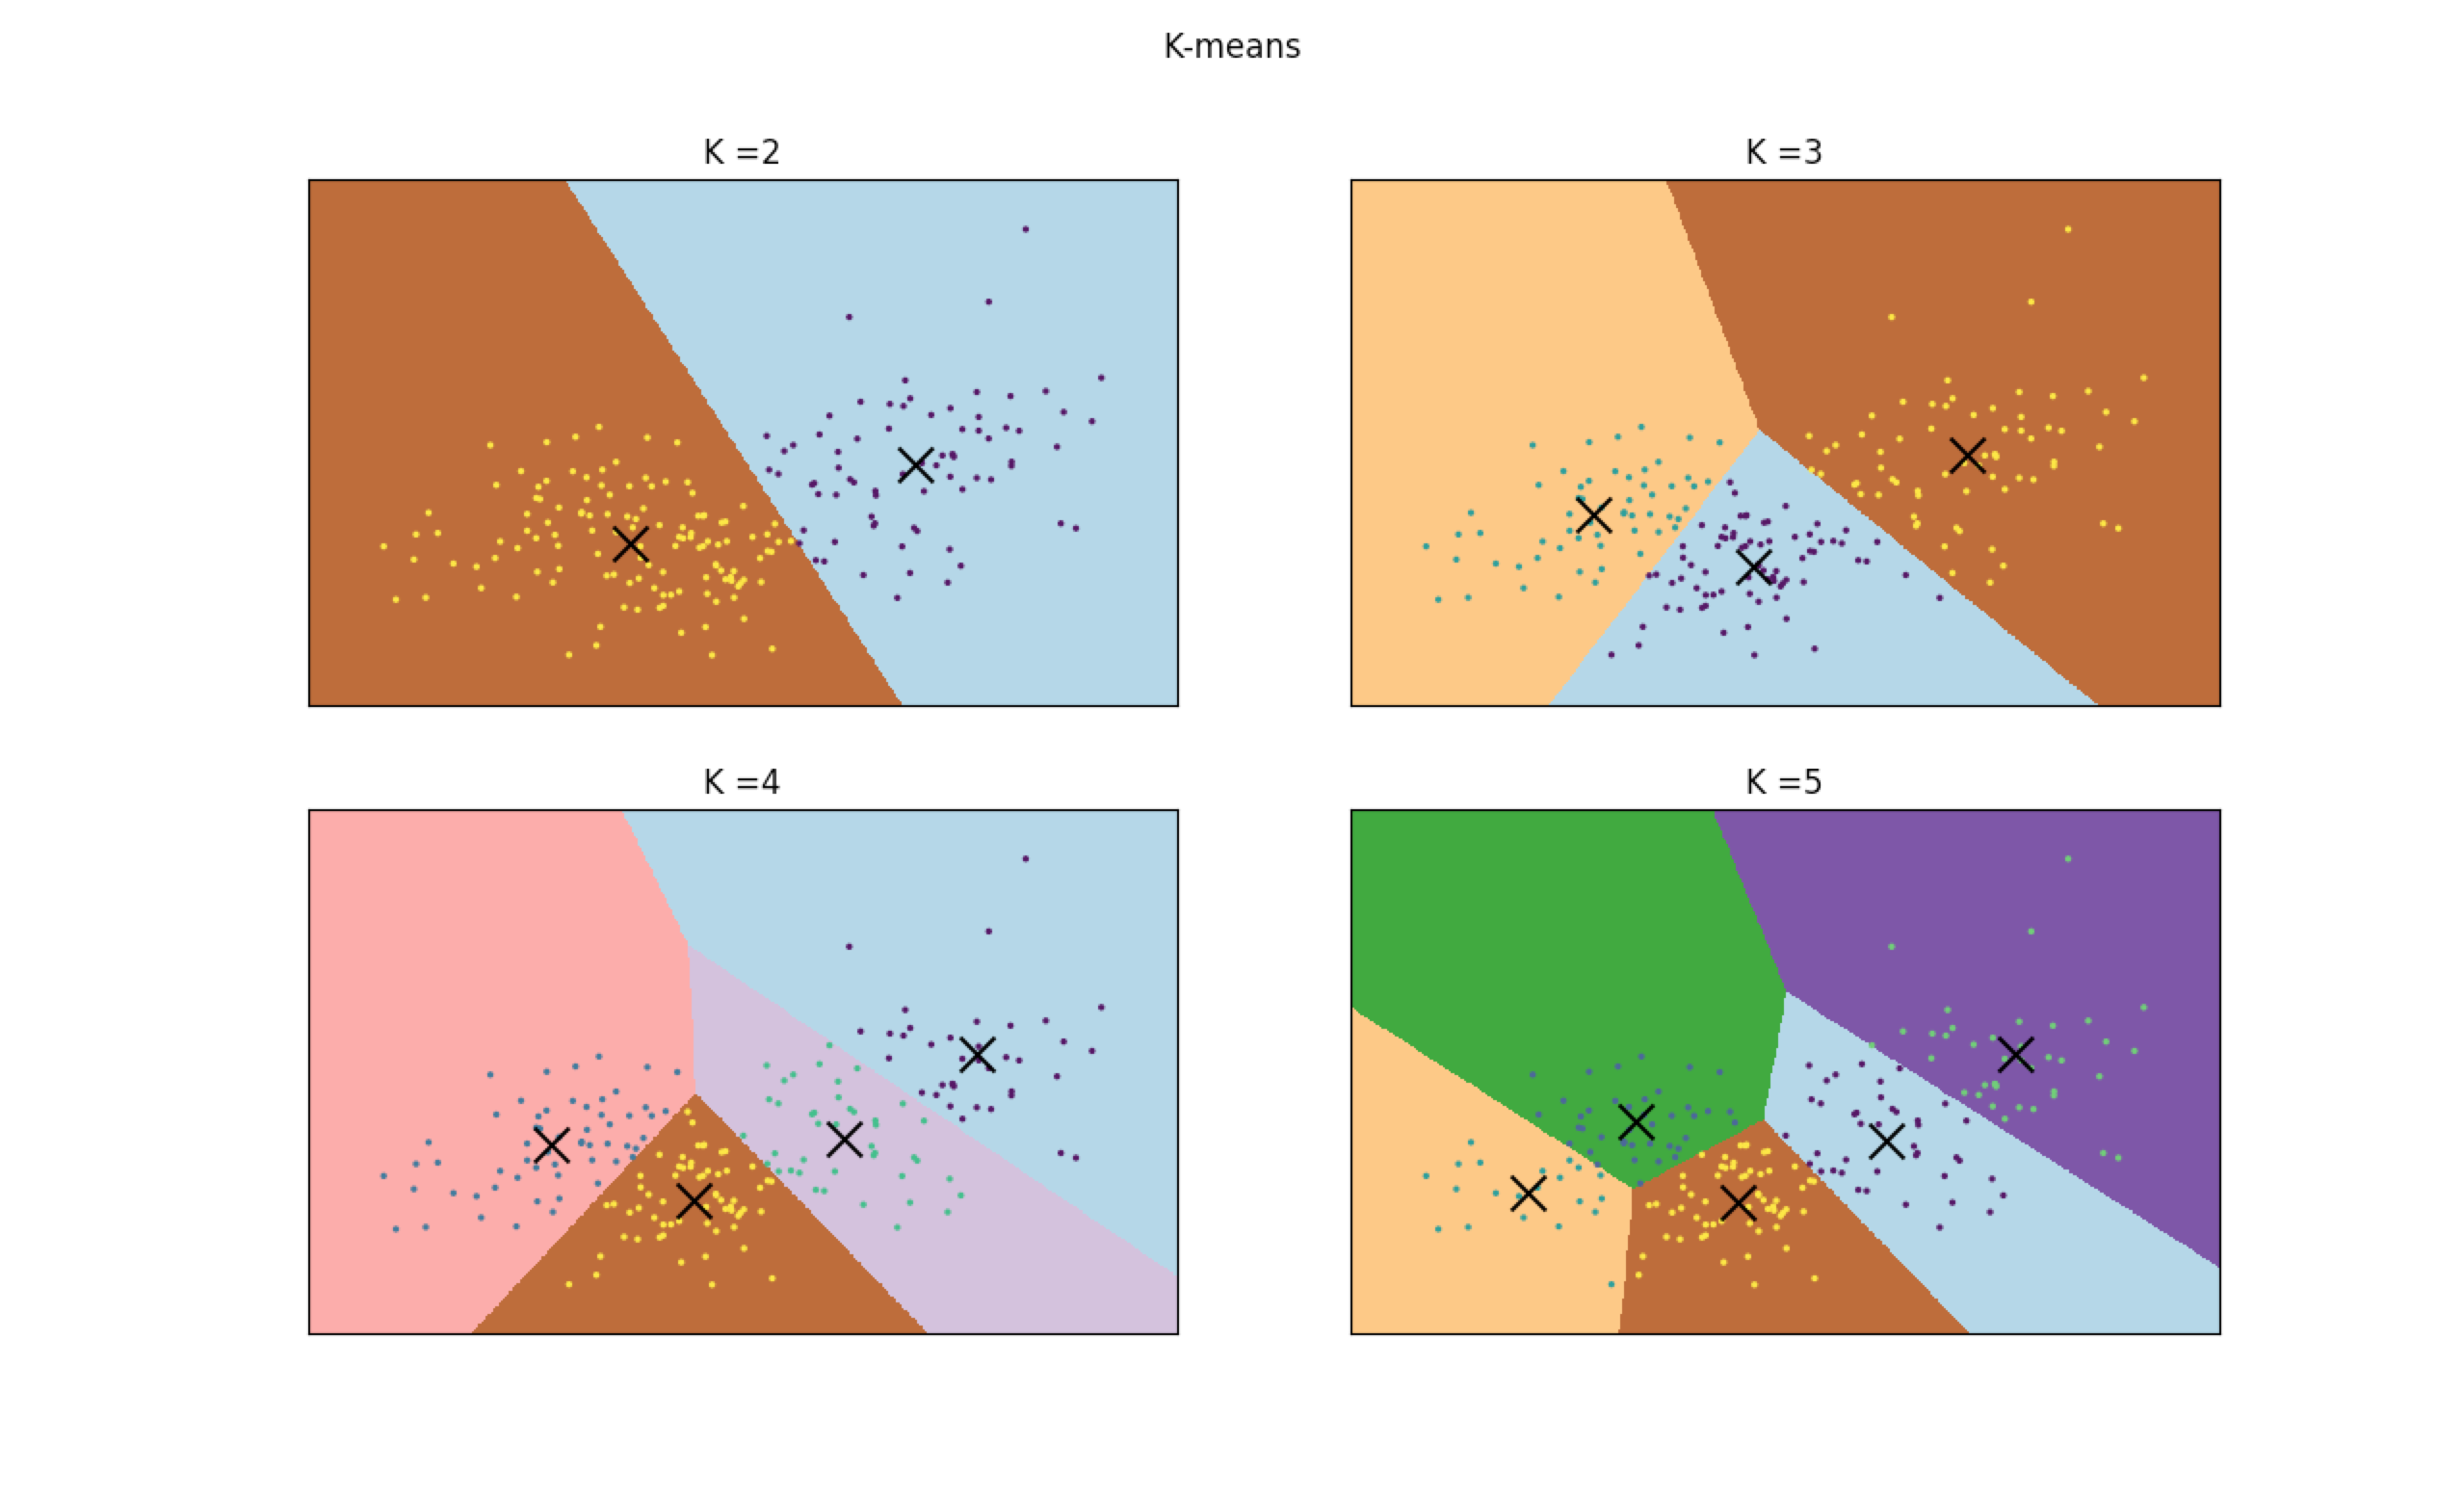 K-means
K =2
K =3
K =4
K =5